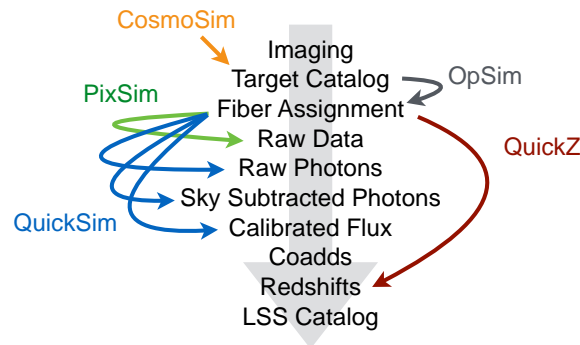 CosmoSim
Imaging
Target Catalog
OpSim
PixSim
Fiber Assignment
Raw Data
QuickZ
Raw Photons
Sky Subtracted Photons
QuickSim
Calibrated Flux
Coadds
Redshifts
LSS Catalog